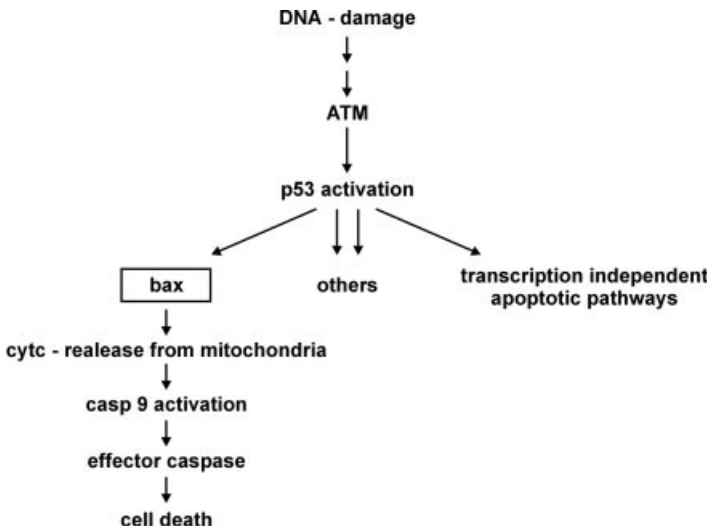 DNA - damage
ATM
p53 activation
bax
others
transcription independent
apoptotic pathways
cytc - realease from mitochondria
casp 9 activation
effector caspase
cell death